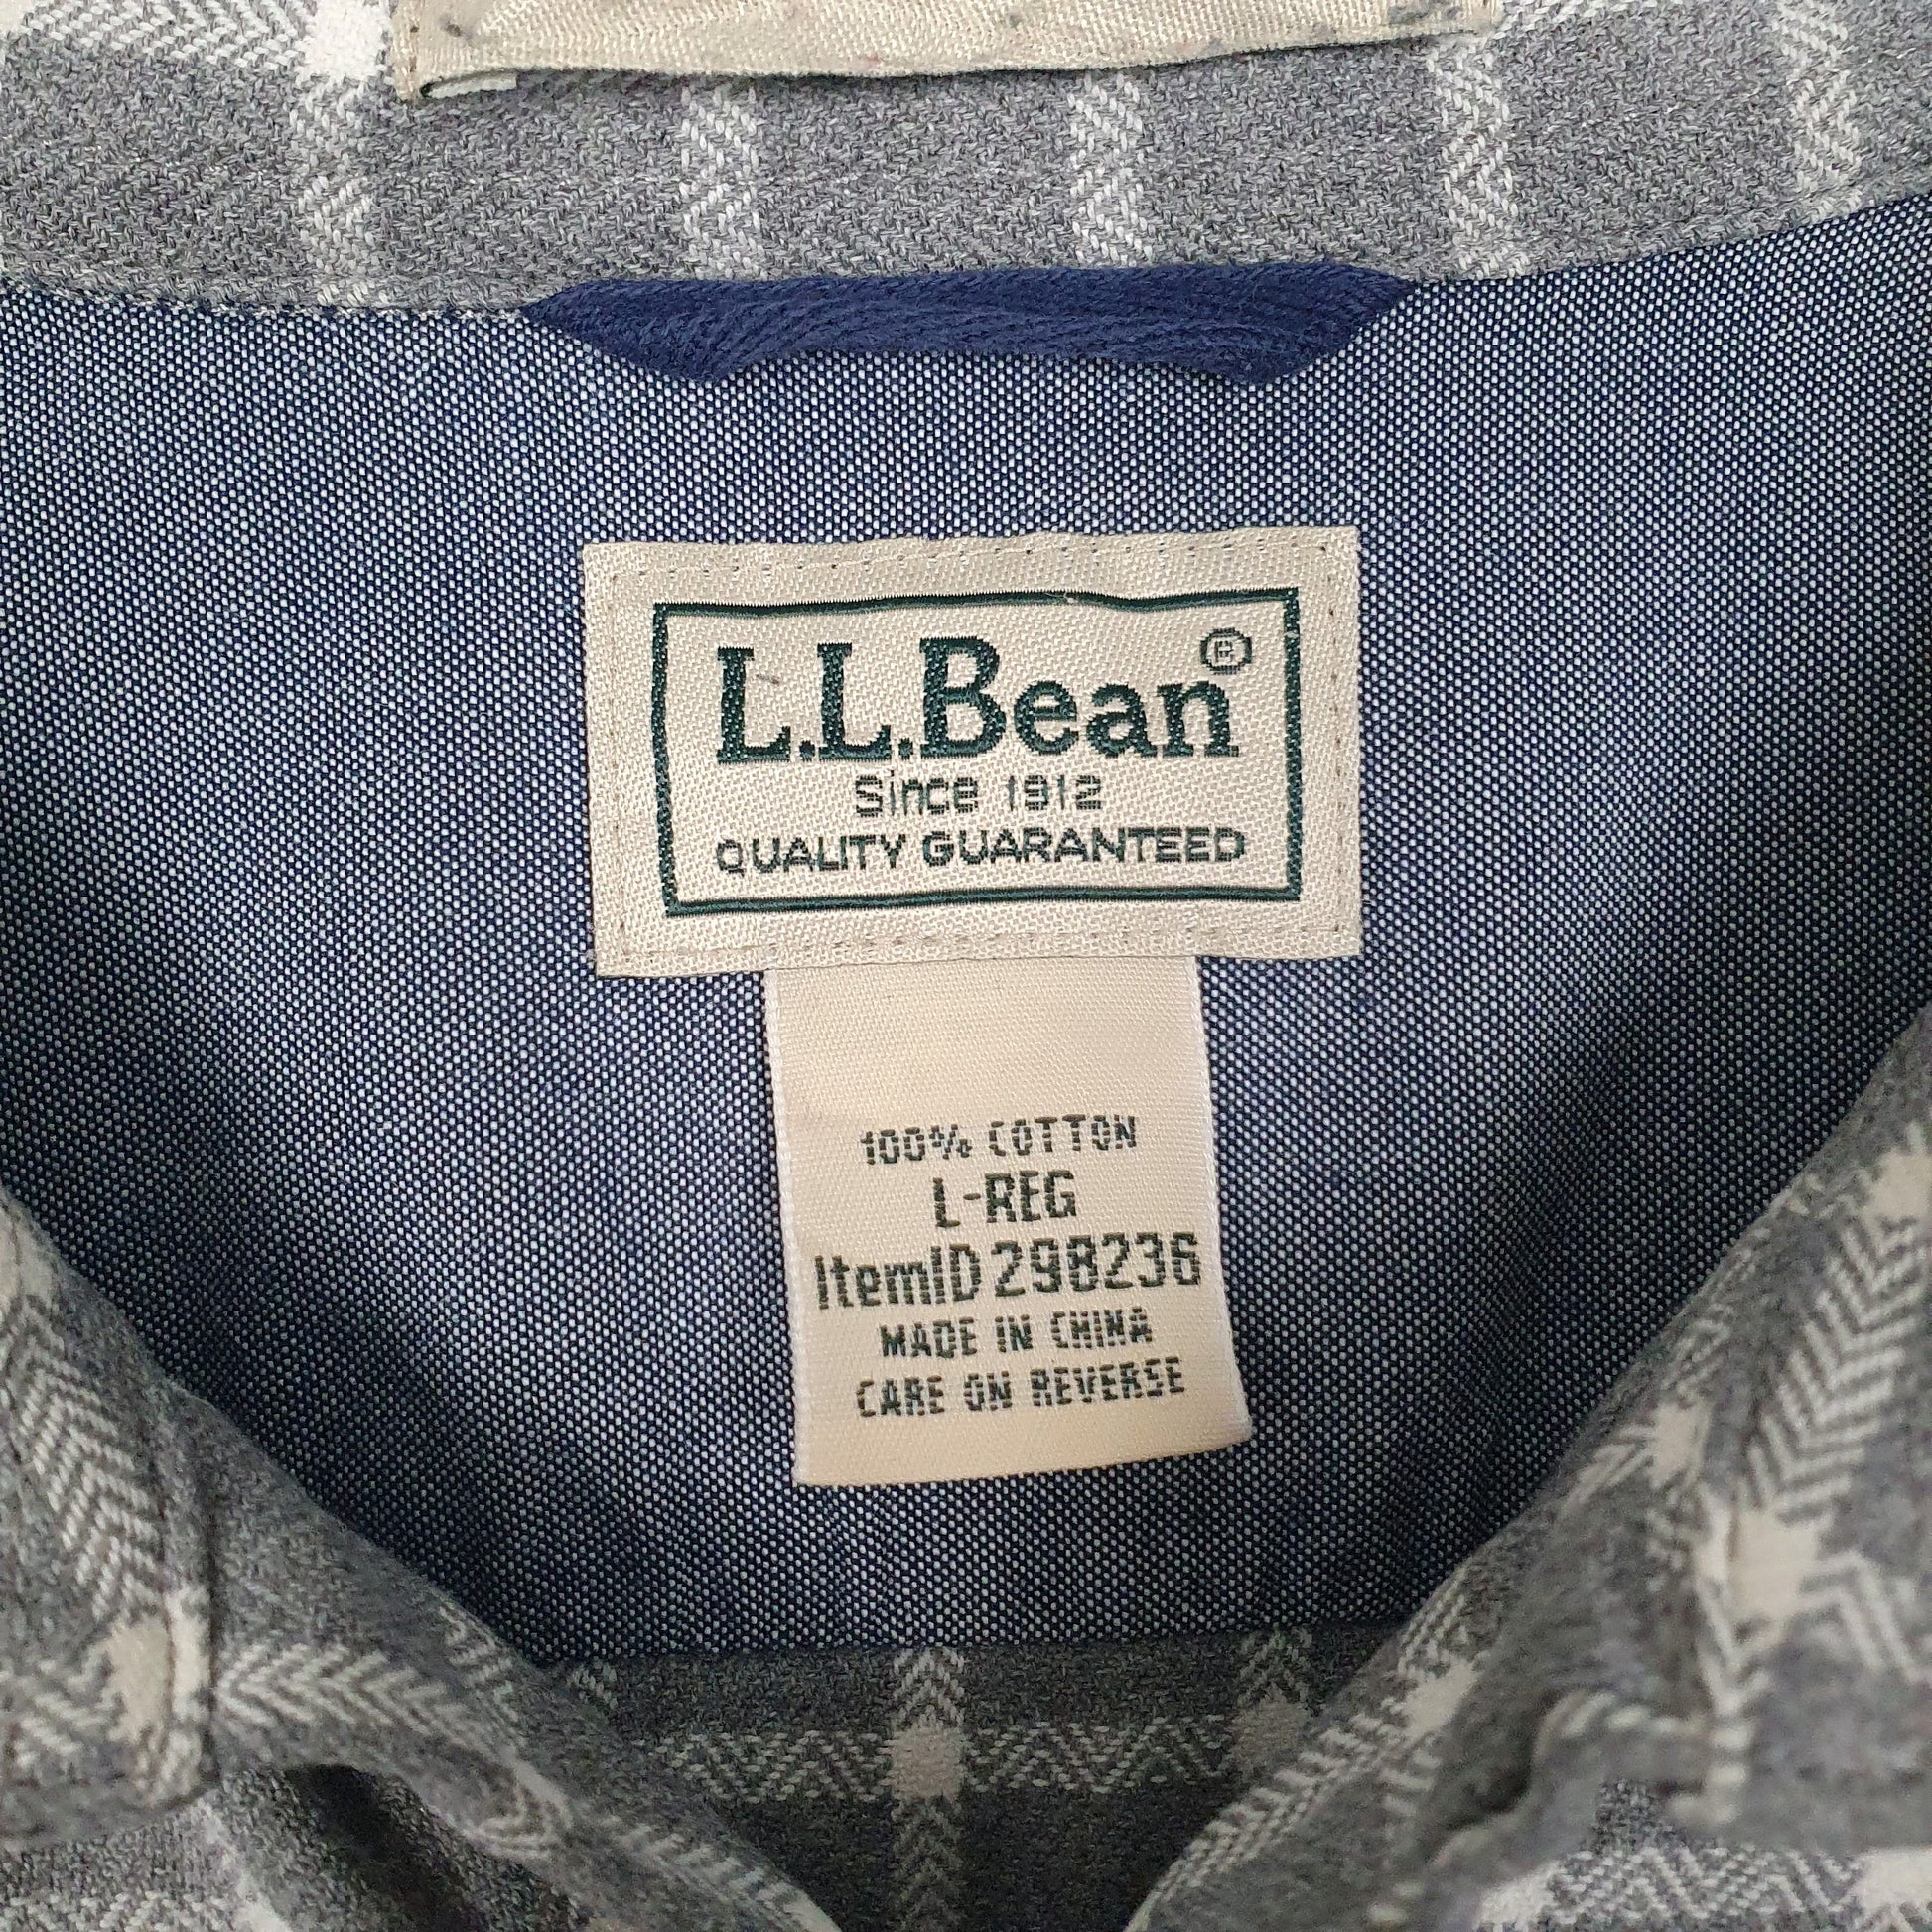 L.L.Bean®
Since 1912
QUALITY GUARANTEED
100% COTTON
L-REG
ItemID 298236
MADE IN CHINA
CARE ON REVERSE